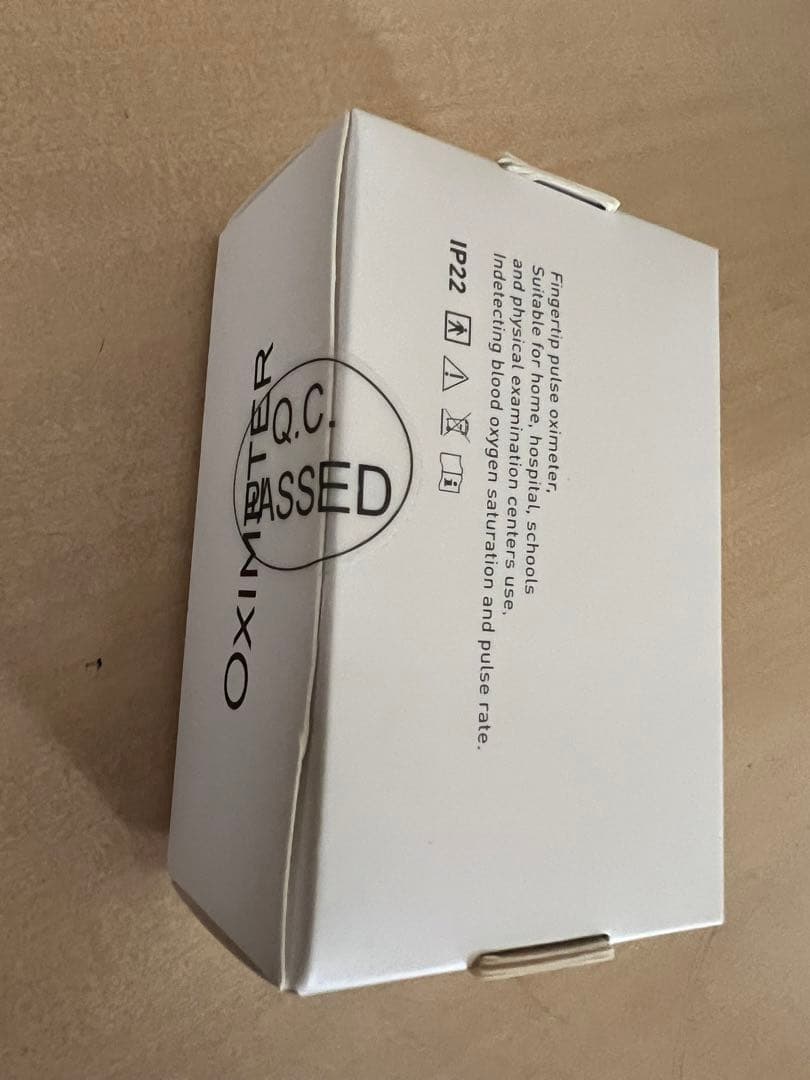 Fingertip pulse oximeter,
Suitable for home, hospital, schools
and physical examination centers use,
Indetecting blood oxygen saturation and pulse rate.
IP22
Q.C.
PASSED
OXIMETER